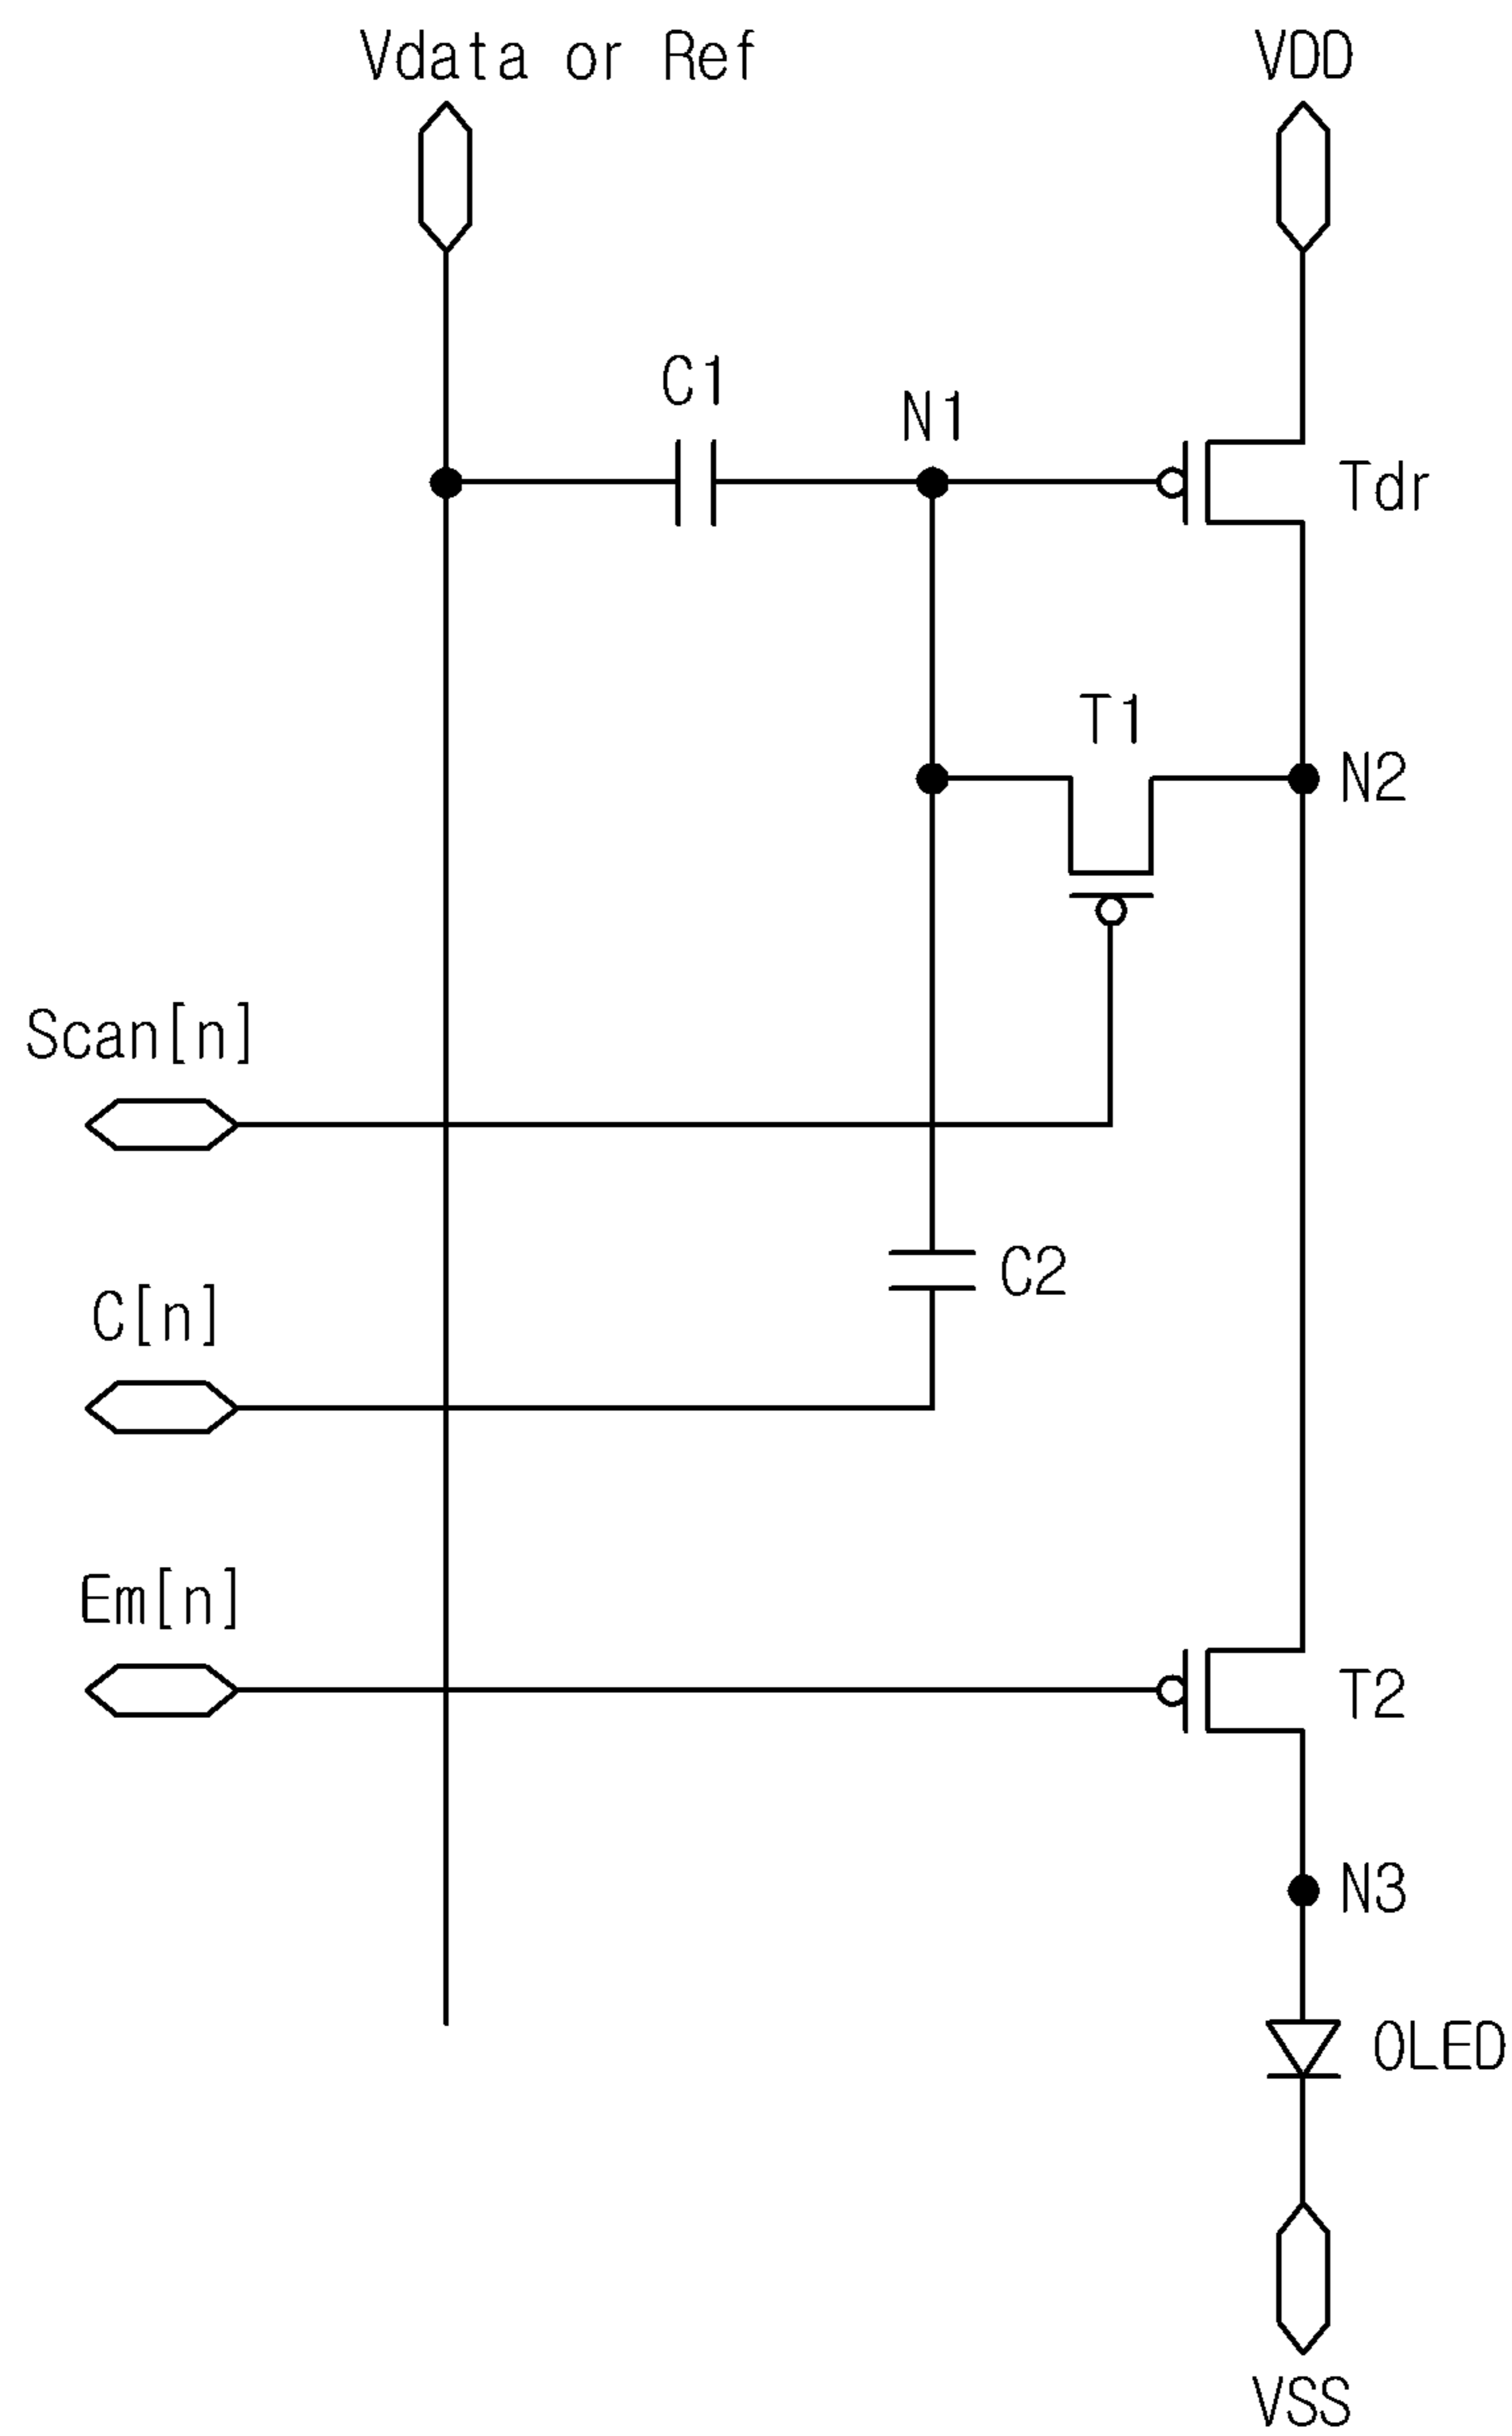 Vdata or Ref
VDD
C1
N1
Tdr
T1
N2
Scan[n]
C2
C[n]
Em[n]
T2
N3
OLED
VSS